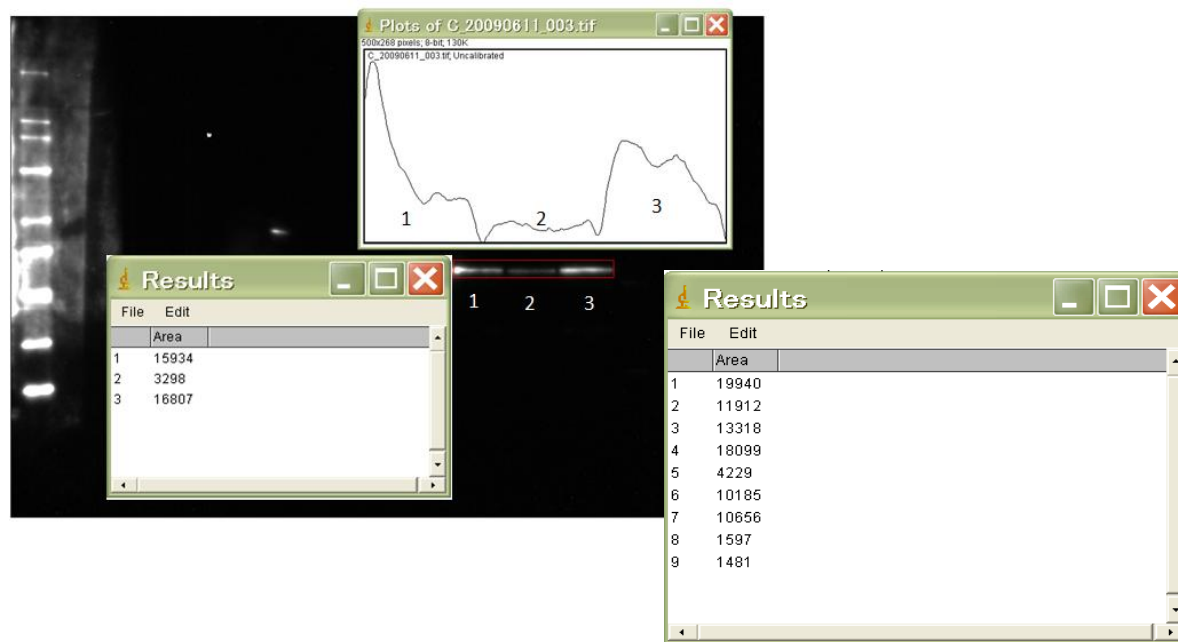 Plots of C_20090611_003.tif
500x268 pixels; 8-bit; 130K
C_20090611_003.tif; Uncalibrated
1
2
3
1
2
3
Results
File Edit
Area
1 15934
2 3298
3 16807
Results
File Edit
Area
1 19940
2 11912
3 13318
4 18099
5 4229
6 10185
7 10656
8 1597
9 1481